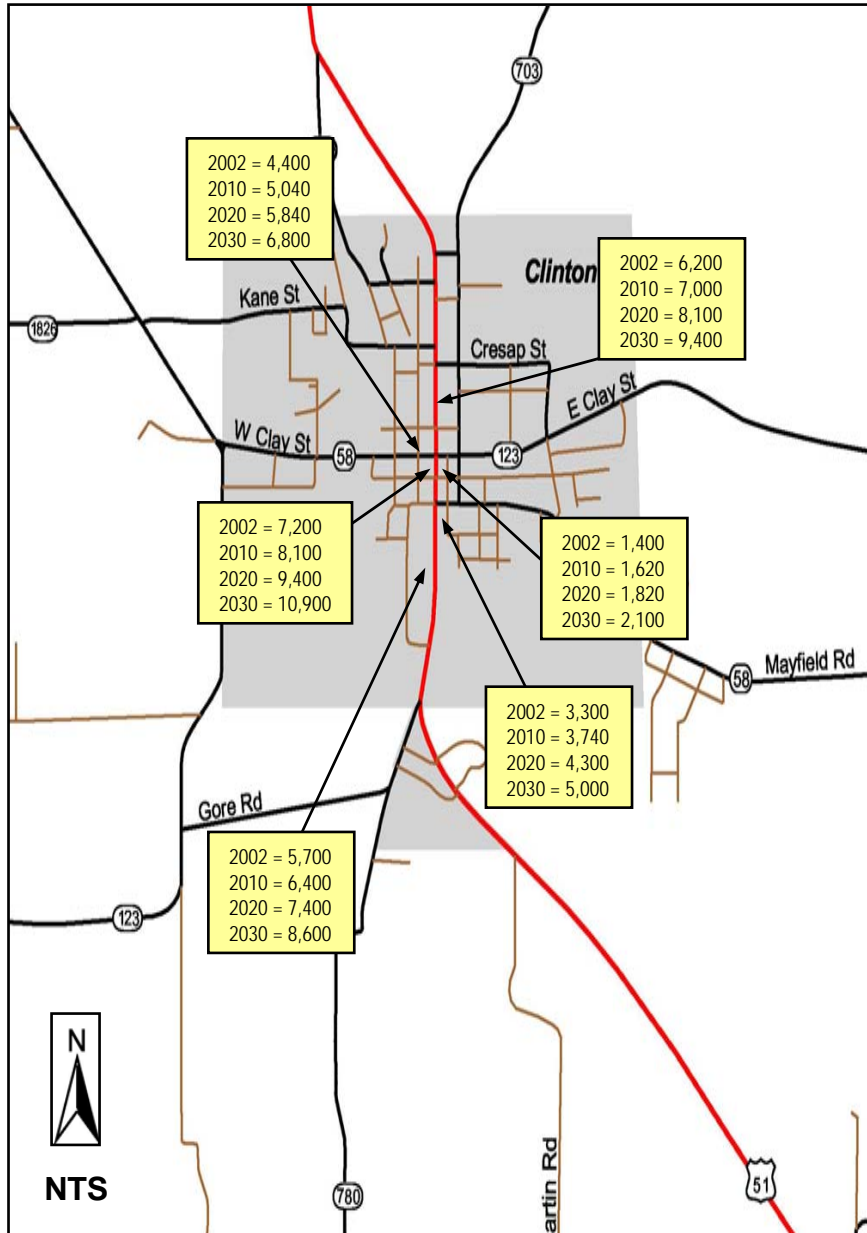 703
2002 = 4,400
2010 = 5,040
2020 = 5,840
2030 = 6,800
Clinton
2002 = 6,200
2010 = 7,000
2020 = 8,100
2030 = 9,400
Kane St
1826
Cresap St
E Clay St
W Clay St
58
123
2002 = 7,200
2010 = 8,100
2020 = 9,400
2030 = 10,900
2002 = 1,400
2010 = 1,620
2020 = 1,820
2030 = 2,100
Mayfield Rd
58
2002 = 3,300
2010 = 3,740
2020 = 4,300
2030 = 5,000
Gore Rd
2002 = 5,700
2010 = 6,400
2020 = 7,400
2030 = 8,600
123
N
NTS
780
artin Rd
51